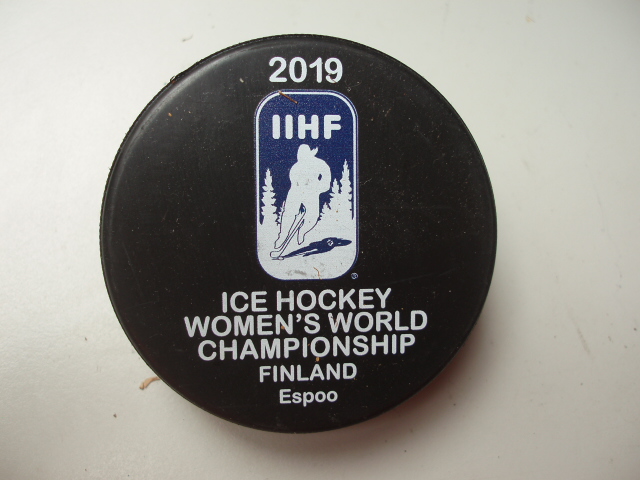 2019
IIHF
®
ICE HOCKEY
WOMEN'S WORLD
CHAMPIONSHIP
FINLAND
Espoo